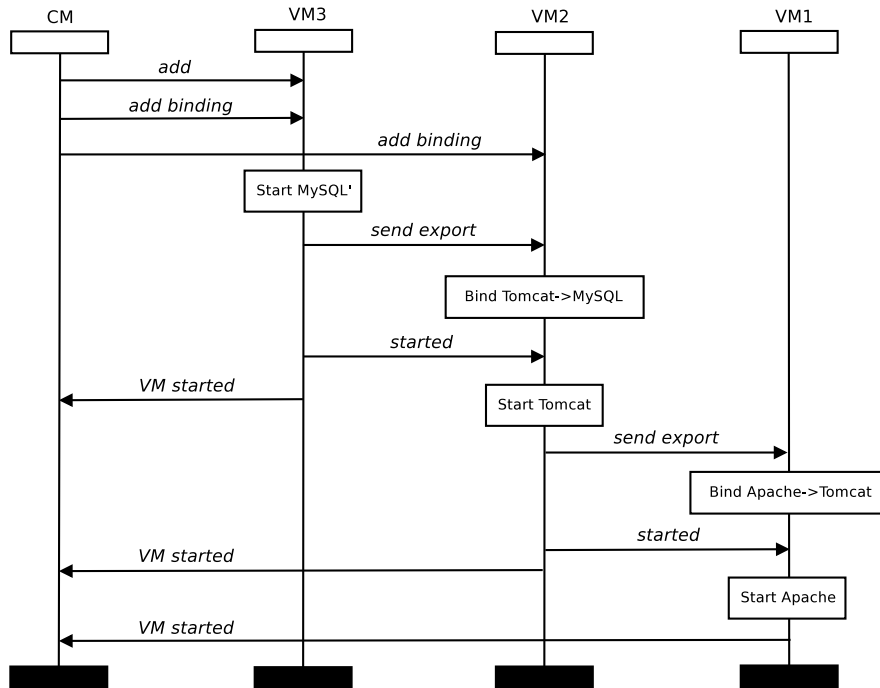 CM
VM3
VM2
VM1
add
add binding
add binding
Start MySQL'
send export
Bind Tomcat->MySQL
started
VM started
Start Tomcat
send export
Bind Apache->Tomcat
started
VM started
Start Apache
VM started